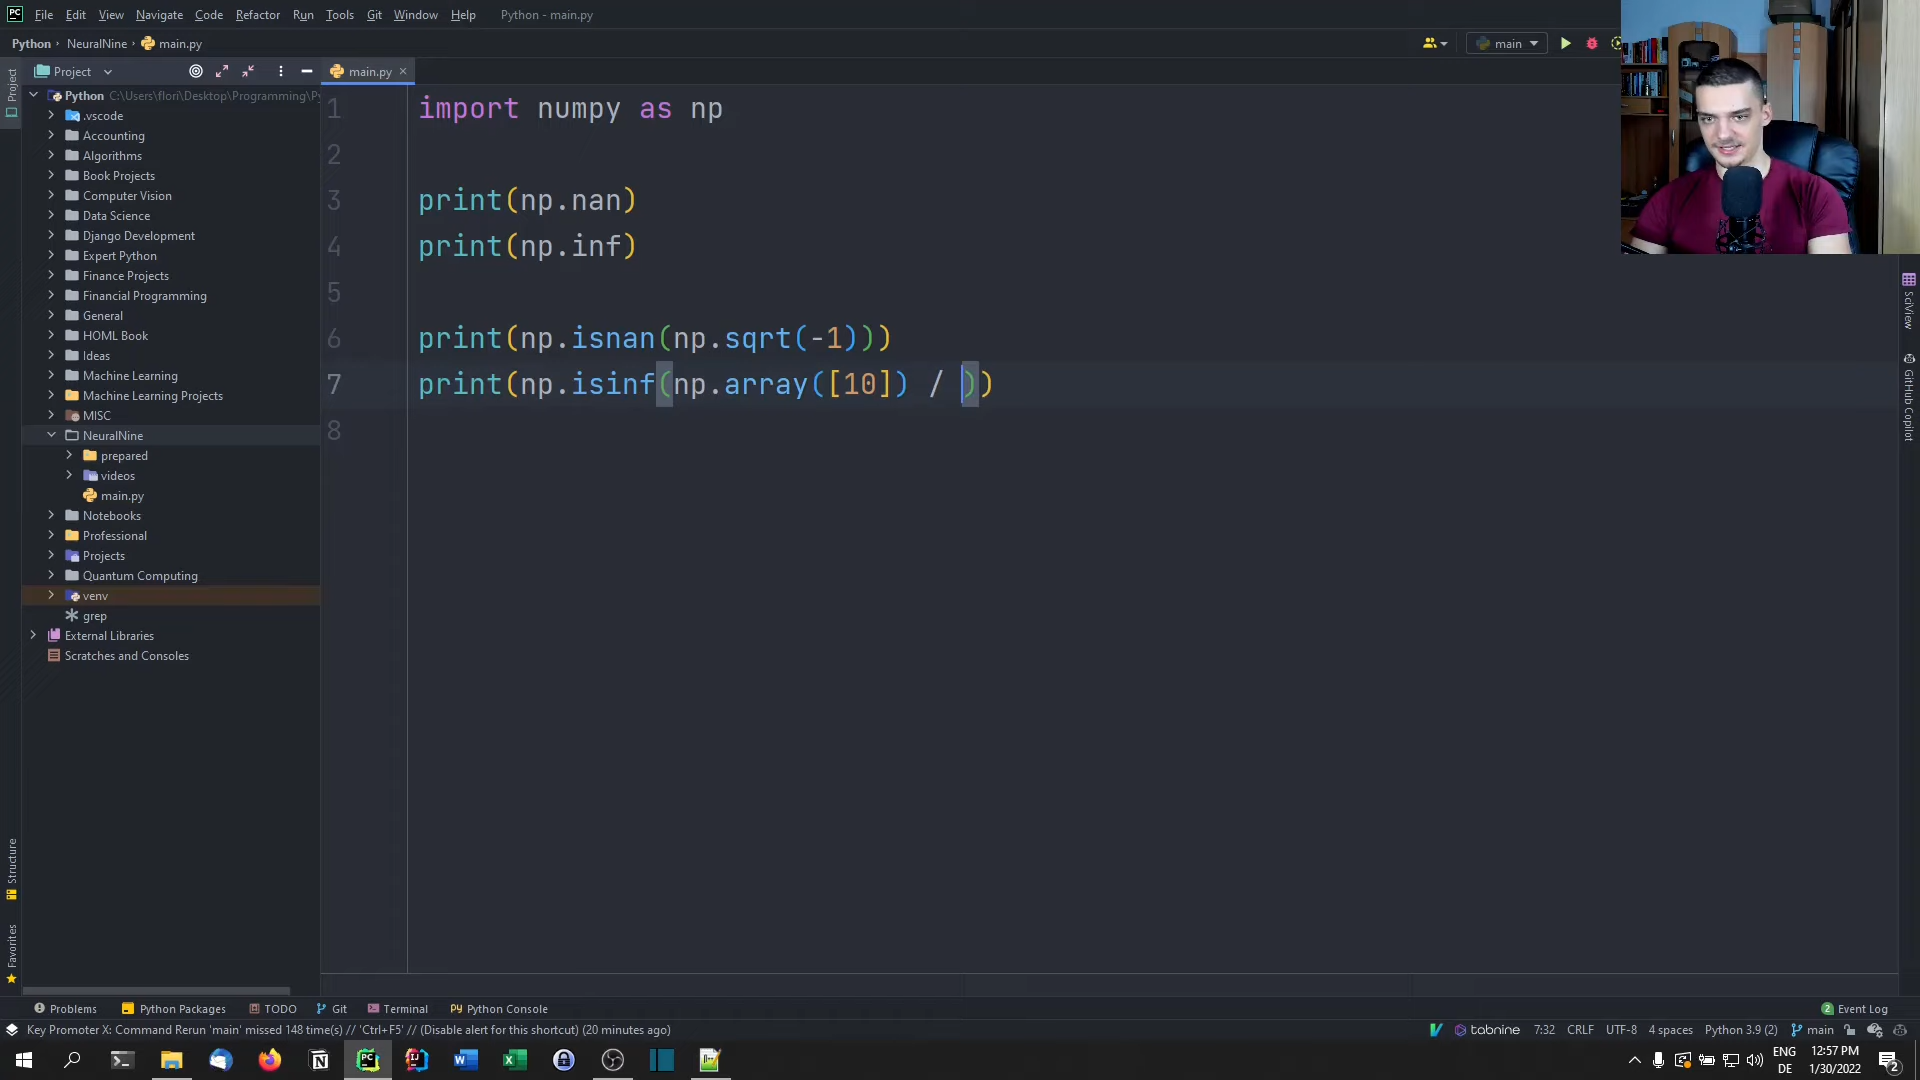 PC File Edit View Navigate Code Refactor Run Tools Git Window Help Python - main.py
Python NeuralNine main.py
main
Project
Project
main.py
Python C:\Users\flori\Desktop\Programming\Py
.vscode
Accounting
Algorithms
Book Projects
Computer Vision
Data Science
Django Development
Expert Python
Finance Projects
Financial Programming
General
HOML Book
Ideas
Machine Learning
Machine Learning Projects
MISC
NeuralNine
prepared
videos
main.py
Notebooks
Professional
Projects
Quantum Computing
venv
grep
External Libraries
Scratches and Consoles
1 import numpy as np
2
3 print(np.nan)
4 print(np.inf)
5
6 print(np.isnan(np.sqrt(-1)))
7 print(np.isinf(np.array([10]) / ))
8
SciView
GitHub Copilot
Structure
Favorites
Problems Python Packages TODO Git Terminal Python Console
2 Event Log
Key Promoter X: Command Rerun 'main' missed 148 time(s) // 'Ctrl+F5' // (Disable alert for this shortcut) (20 minutes ago)
tabnine 7:32 CRLF UTF-8 4 spaces Python 3.9 (2) main
ENG
DE
12:57 PM
1/30/2022
2